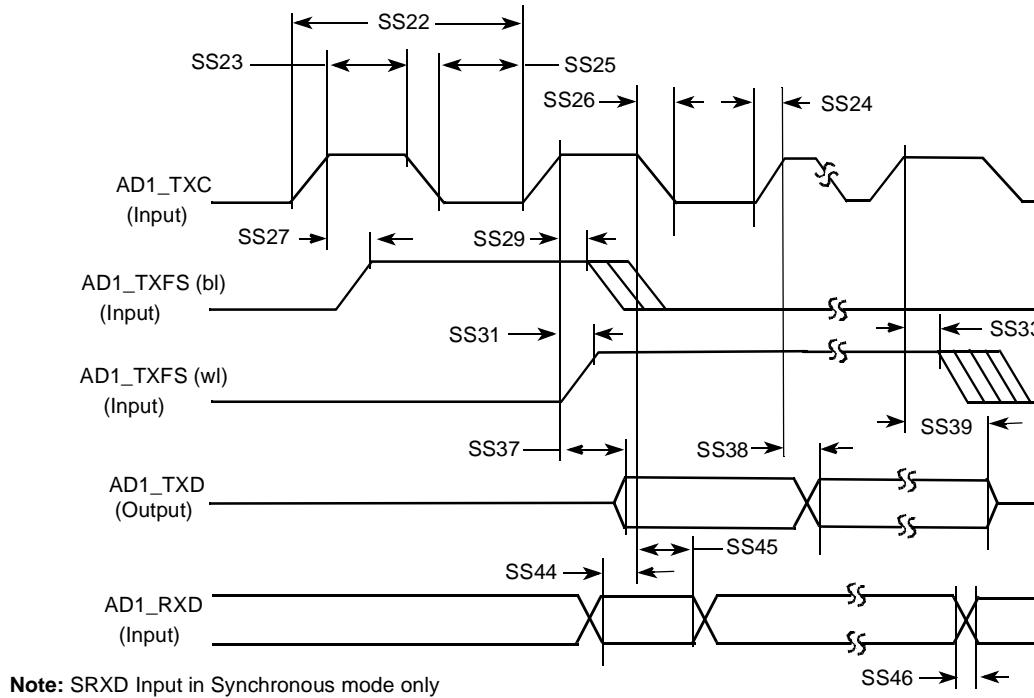 SS22
SS23
SS25
SS26
SS24
AD1_TXC
(Input)
SS27
SS29
AD1_TXFS (bl)
(Input)
SS31
SS33
AD1_TXFS (wl)
(Input)
SS39
SS37
SS38
AD1_TXD
(Output)
SS45
SS44
AD1_RXD
(Input)
SS46
Note: SRXD Input in Synchronous mode only